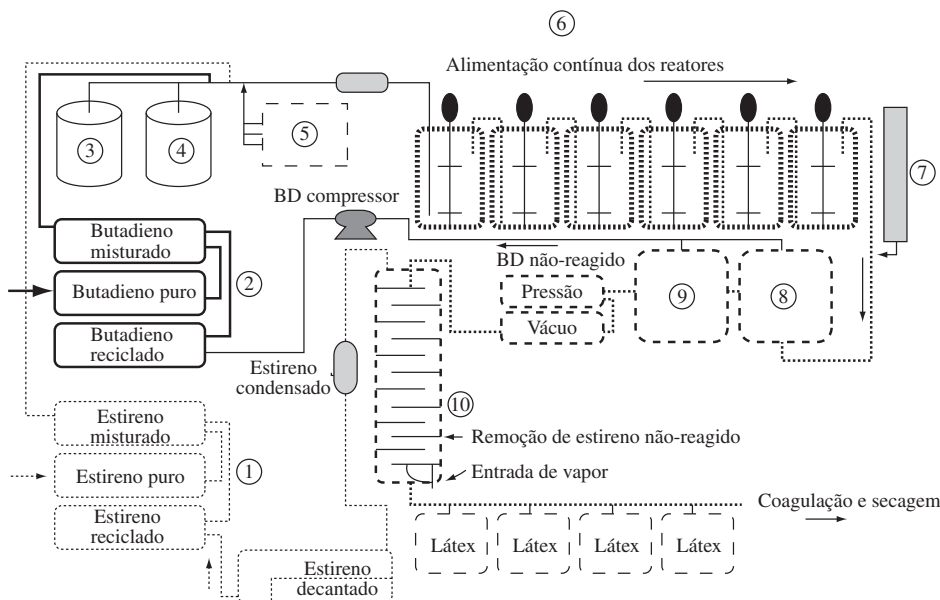 6
Alimentação contínua dos reatores
3
4
5
7
BD compressor
Butadieno
misturado
Butadieno puro
Butadieno
reciclado
2
BD não-reagido
Pressão
Vácuo
9
8
Estireno
condensado
10
Remoção de estireno não-reagido
Entrada de vapor
Estireno
misturado
Estireno puro
Estireno
reciclado
1
Coagulação e secagem
Látex
Látex
Látex
Látex
Estireno
decantado